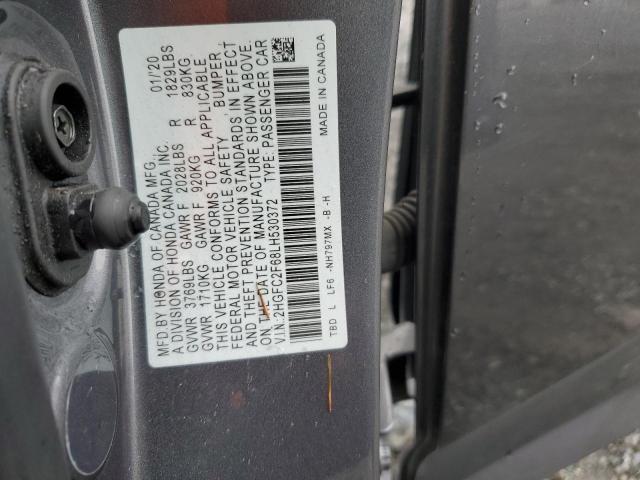 MFD.BY HONDA OF CANADA MFG. 01/20
A DIVISION OF HONDA CANADA INC.
GVWR 3769LBS GAWR F 2028LBS R 1829LBS
GVWR 1710KG GAWR F 920KG R 830KG
THIS VEHICLE CONFORMS TO ALL APPLICABLE
FEDERAL MOTOR VEHICLE SAFETY BUMPER
AND THEFT PREVENTION STANDARDS IN EFFECT
ON THE DATE OF MANUFACTURE SHOWN ABOVE.
V.I.N.:2HGFC2F68LH530372 TYPE: PASSENGER CAR
TBD L LF6 -NH797MX -B -H MADE IN CANADA